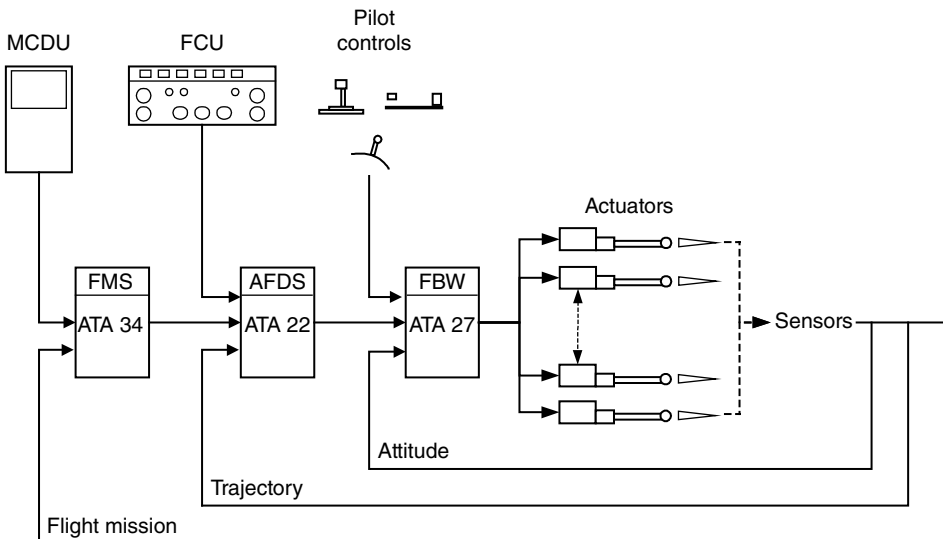 MCDU
FCU
Pilot
controls
Actuators
FMS
ATA 34
AFDS
ATA 22
FBW
ATA 27
Sensors
Attitude
Trajectory
Flight mission